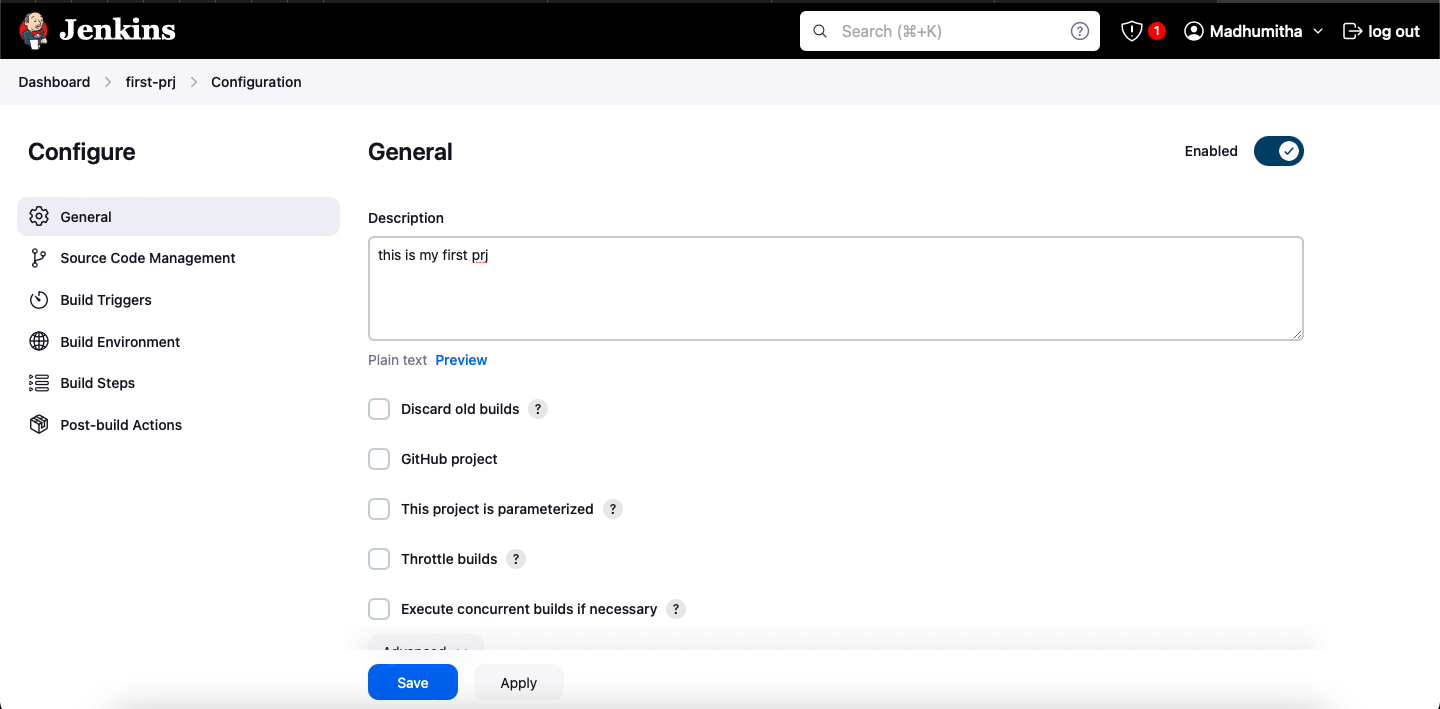 Jenkins
Search (⌘+K)
?
1
Madhumitha
log out
Dashboard > first-prj > Configuration
Configure
General
Source Code Management
Build Triggers
Build Environment
Build Steps
Post-build Actions
General
Enabled
Description
this is my first prj
Plain text Preview
Discard old builds ?
GitHub project
This project is parameterized ?
Throttle builds ?
Execute concurrent builds if necessary ?
Advanced
Save
Apply